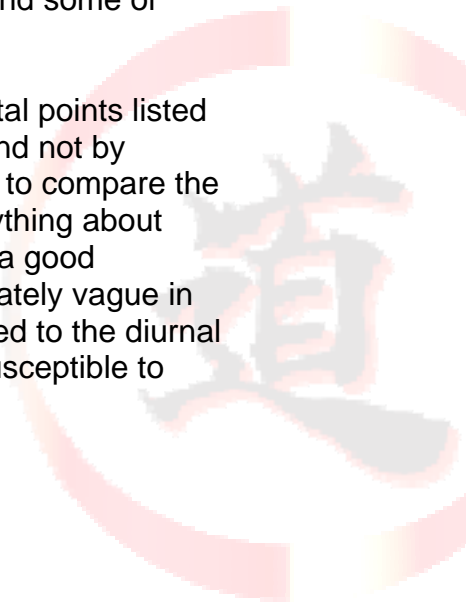 nd some of
tal points listed
nd not by
to compare the
ything about
a good
ately vague in
ed to the diurnal
usceptible to
道